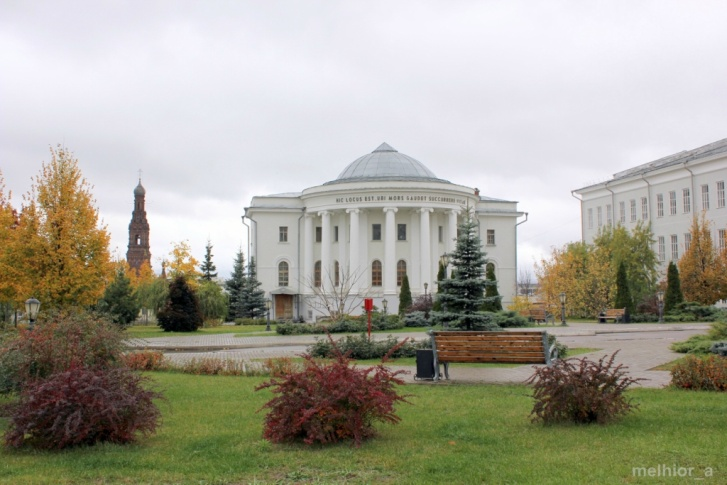 HIC LOCUS EST, UBI MORS GAUDET SUCCURRERE
melhior_a